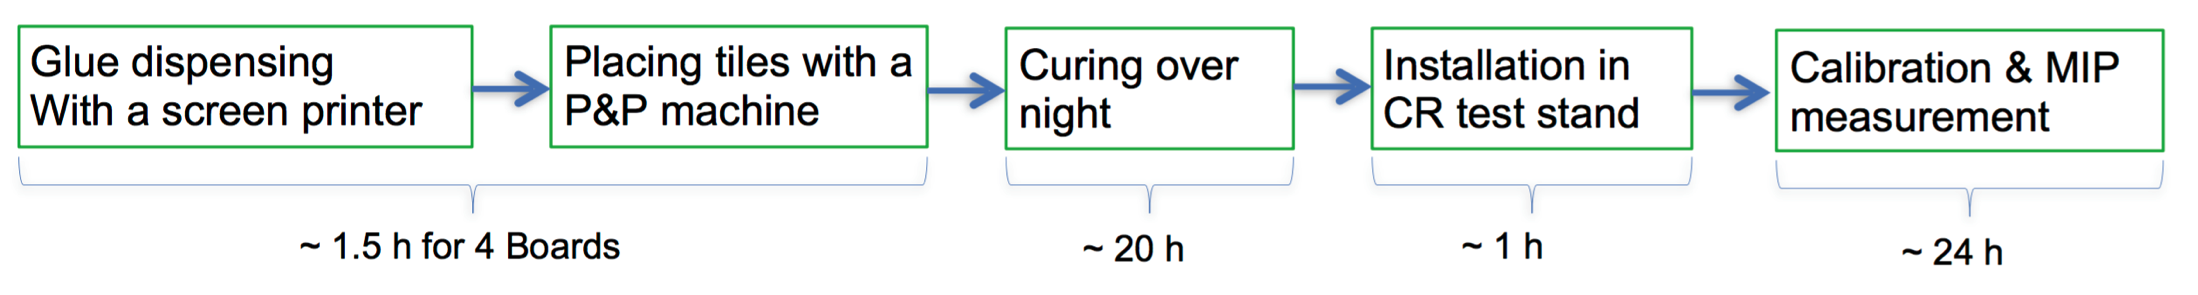 Glue dispensing
With a screen printer
Placing tiles with a
P&P machine
Curing over
night
Installation in
CR test stand
Calibration & MIP
measurement
~ 1.5 h for 4 Boards
~ 20 h
~ 1 h
~ 24 h